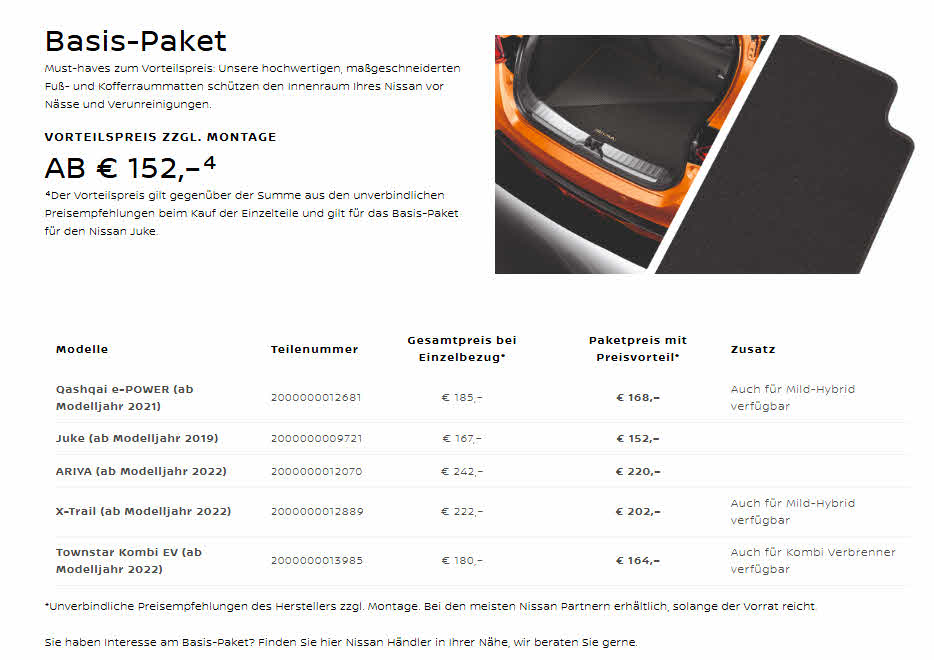 Basis-Paket
Must-haves zum Vorteilspreis: Unsere hochwertigen, maßgeschneiderten
Fuß- und Kofferraummatten schützen den Innenraum Ihres Nissan vor
Nässe und Verunreinigungen.
VORTEILSPREIS ZZGL. MONTAGE
AB € 152,–⁴
⁴Der Vorteilspreis gilt gegenüber der Summe aus den unverbindlichen
Preisempfehlungen beim Kauf der Einzelteile und gilt für das Basis-Paket
für den Nissan Juke.
Modelle Teilenummer Gesamtpreis bei Einzelbezug* Paketpreis mit Preisvorteil* Zusatz
Qashqai e-POWER (ab
Modelljahr 2021) 2000000012681 € 185,– € 168,– Auch für Mild-Hybrid
verfügbar
Juke (ab Modelljahr 2019) 2000000009721 € 167,– € 152,–
ARIYA (ab Modelljahr 2022) 2000000012070 € 242,– € 220,–
X-Trail (ab Modelljahr 2022) 2000000012889 € 222,– € 202,– Auch für Mild-Hybrid
verfügbar
Townstar Kombi EV (ab
Modelljahr 2022) 2000000013985 € 180,– € 164,– Auch für Kombi Verbrenner
verfügbar
*Unverbindliche Preisempfehlungen des Herstellers zzgl. Montage. Bei den meisten Nissan Partnern erhältlich, solange der Vorrat reicht.
Sie haben Interesse am Basis-Paket? Finden Sie hier Nissan Händler in Ihrer Nähe, wir beraten Sie gerne.